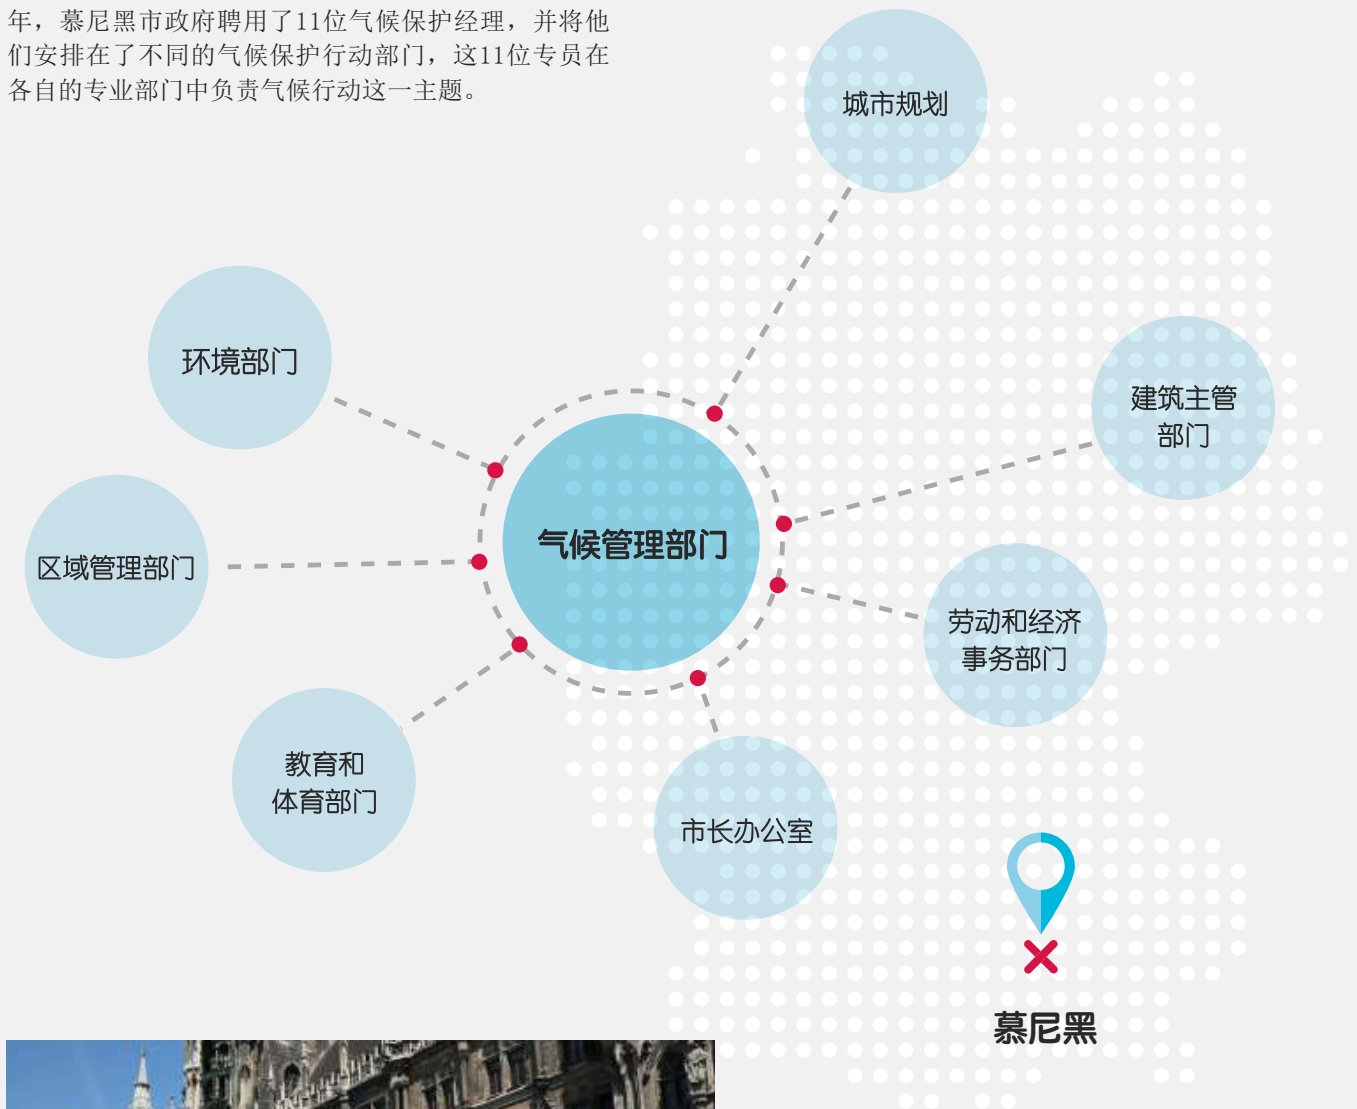 年，慕尼黑市政府聘用了11位气候保护经理，并将他
们安排在了不同的气候保护行动部门，这11位专员在
各自的专业部门中负责气候行动这一主题。
城市规划
环境部门
建筑主管
部门
气候管理部门
区域管理部门
劳动和经济
事务部门
教育和
体育部门
市长办公室
慕尼黑